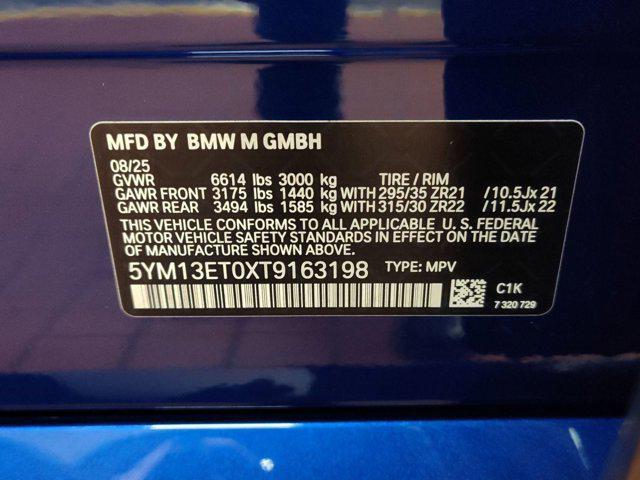 MFD BY BMW M GMBH
08/25
GVWR 6614 lbs 3000 kg TIRE / RIM
GAWR FRONT 3175 lbs 1440 kg WITH 295/35 ZR21 /10.5Jx 21
GAWR REAR 3494 lbs 1585 kg WITH 315/30 ZR22 /11.5Jx 22
THIS VEHICLE CONFORMS TO ALL APPLICABLE U.S. FEDERAL
MOTOR VEHICLE SAFETY STANDARDS IN EFFECT ON THE DATE
OF MANUFACTURE SHOWN ABOVE.
5YM13ET0XT9163198 TYPE: MPV
C1K
7 320 729